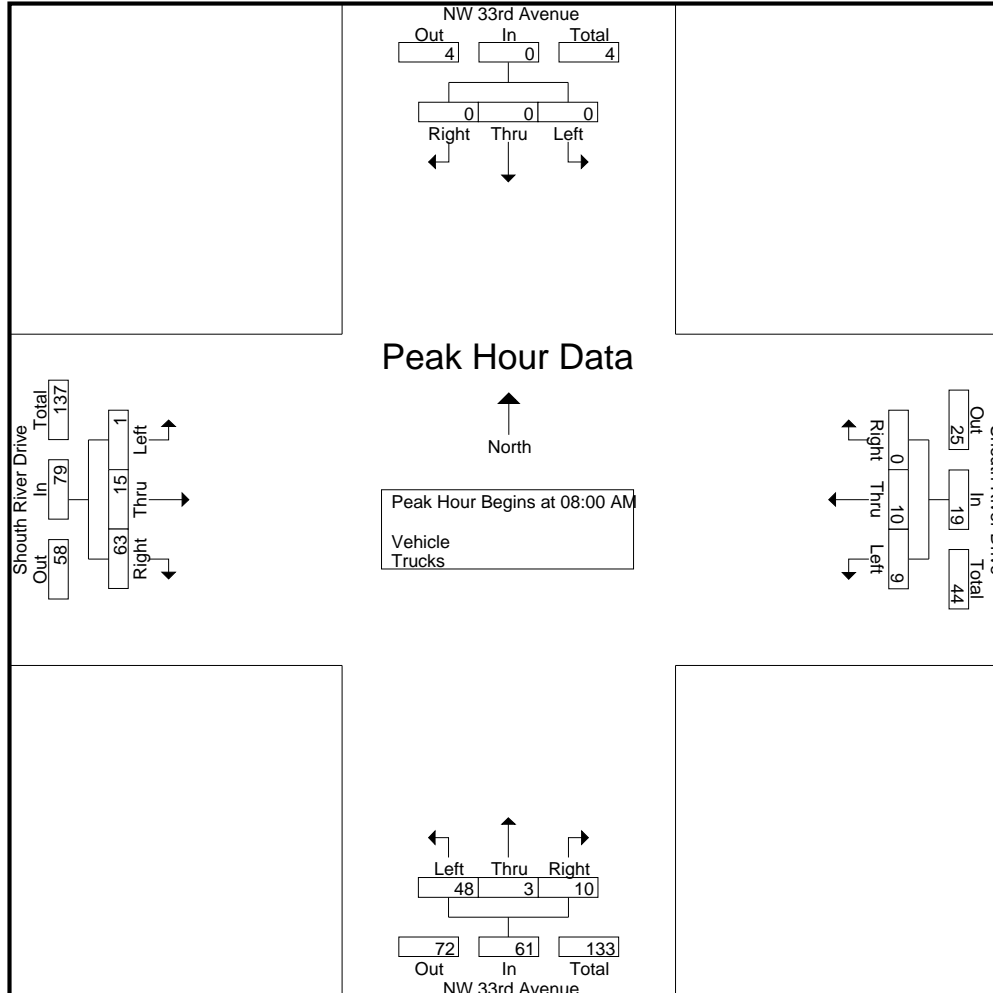 NW 33rd Avenue
Out In Total
4 0 4
0 0 0
Right Thru Left
Peak Hour Data
North
Peak Hour Begins at 08:00 AM
Vehicle
Trucks
Shouth River Drive
Out In Total
58 79 137
63 15 1
Right Thru Left
Out In Total
25 19 44
0 10 9
Right Thru Left
Left Thru Right
48 3 10
72 61 133
Out In Total
NW 33rd Avenue